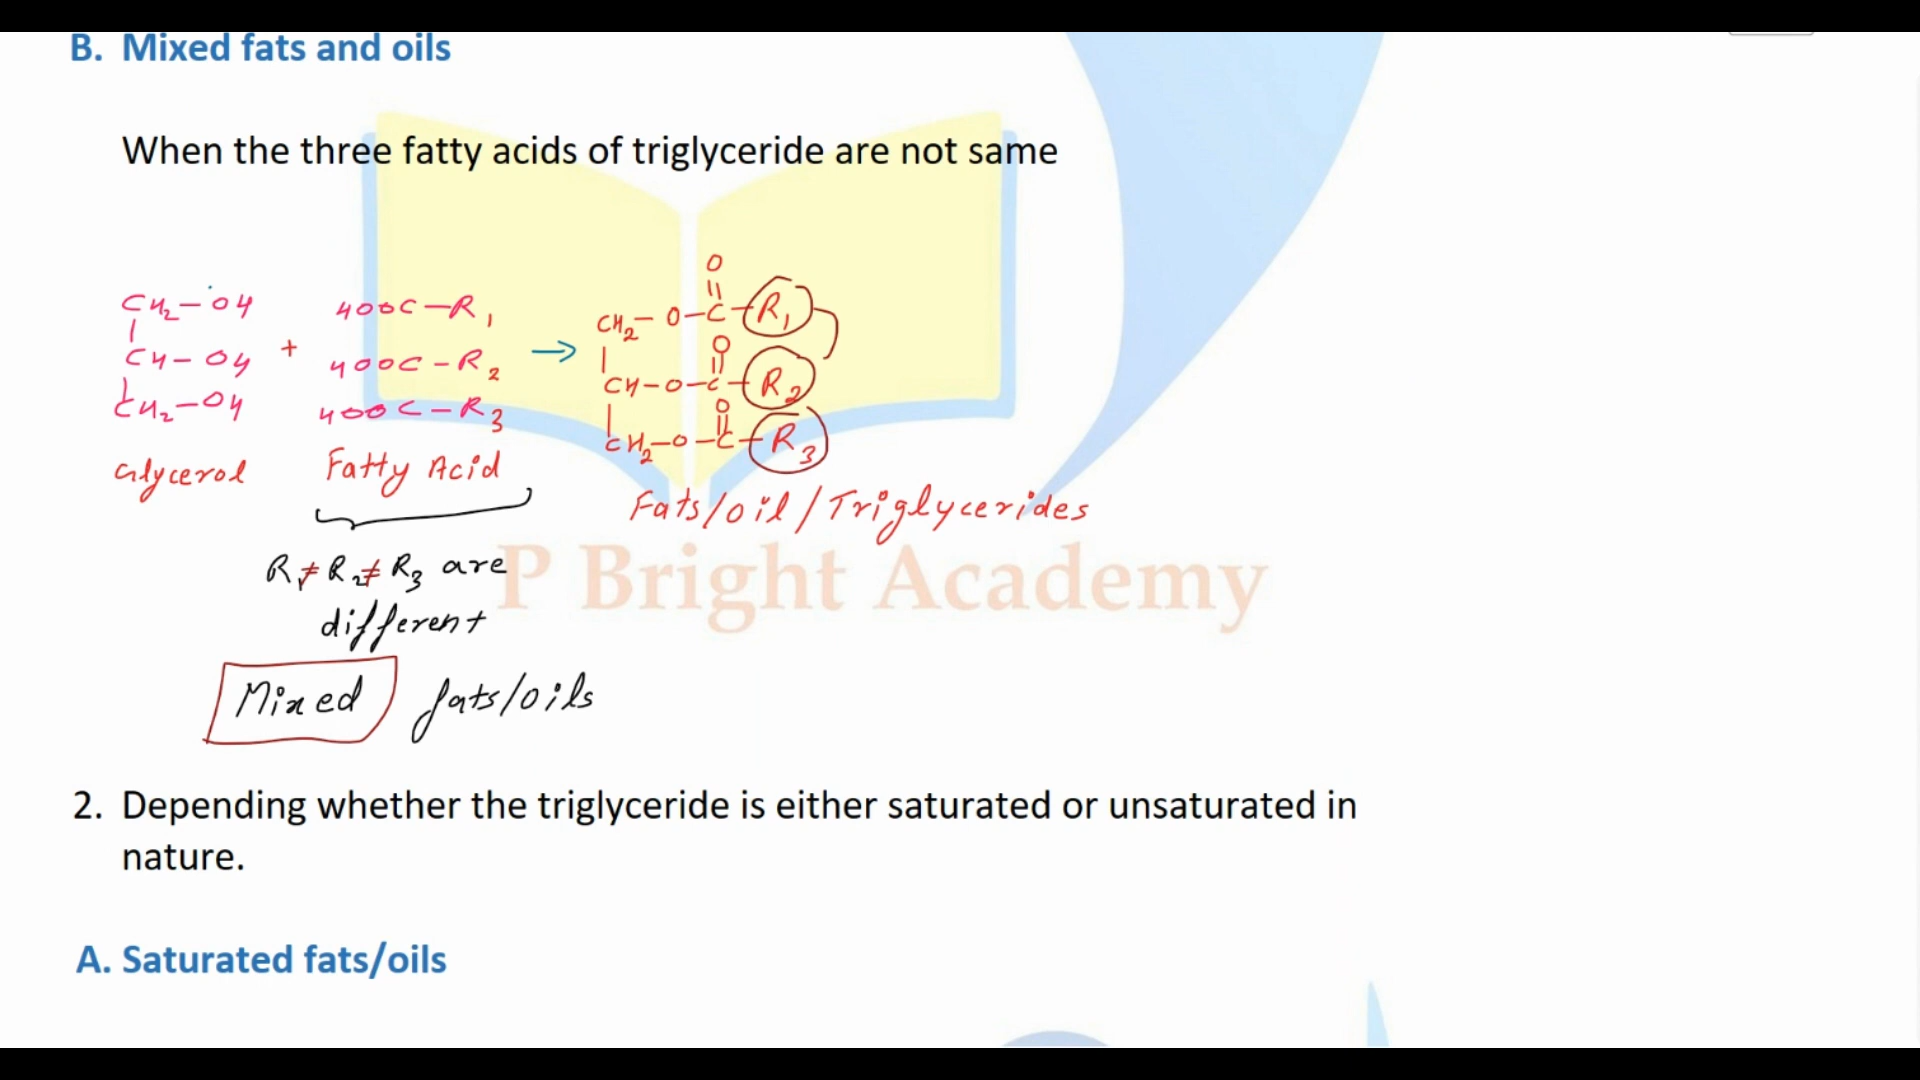 B. Mixed fats and oils
When the three fatty acids of triglyceride are not same
CH₂–OH
CH–OH
CH₂–OH
Glycerol
+
HOOC–R₁
HOOC–R₂
HOOC–R₃
Fatty Acid
→
O
||
CH₂–O–C–R₁
O
||
CH–O–C–R₂
O
||
CH₂–O–C–R₃
Fats/oil/Triglycerides
R₁≠R₂≠R₃ are
different
Mixed fats/oils
P Bright Academy
2. Depending whether the triglyceride is either saturated or unsaturated in
nature.
A. Saturated fats/oils